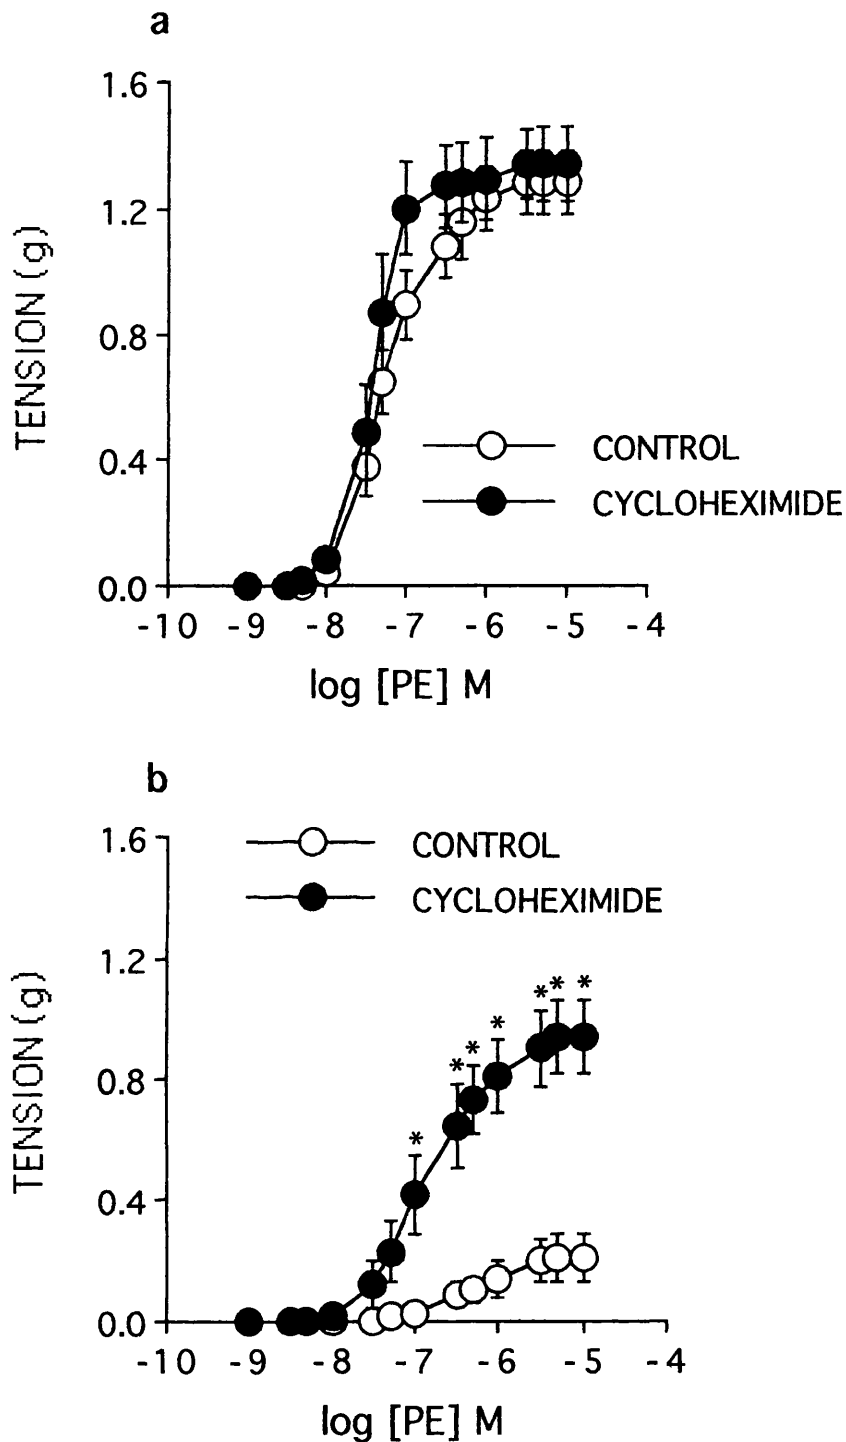 a
1.6
1.2
0.8
0.4
0.0
TENSION (g)
CONTROL
CYCLOHEXIMIDE
-10 -9 -8 -7 -6 -5 -4
log [PE] M
b
CONTROL
CYCLOHEXIMIDE
1.6
1.2
0.8
0.4
0.0
TENSION (g)
* * * * * * *
-10 -9 -8 -7 -6 -5 -4
log [PE] M